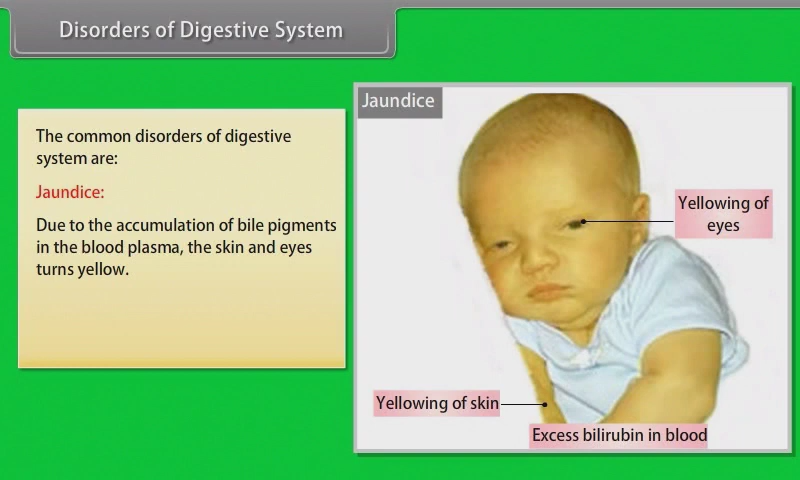 Disorders of Digestive System
The common disorders of digestive
system are:
Jaundice:
Due to the accumulation of bile pigments
in the blood plasma, the skin and eyes
turns yellow.
Jaundice
Yellowing of
eyes
Yellowing of skin
Excess bilirubin in blood